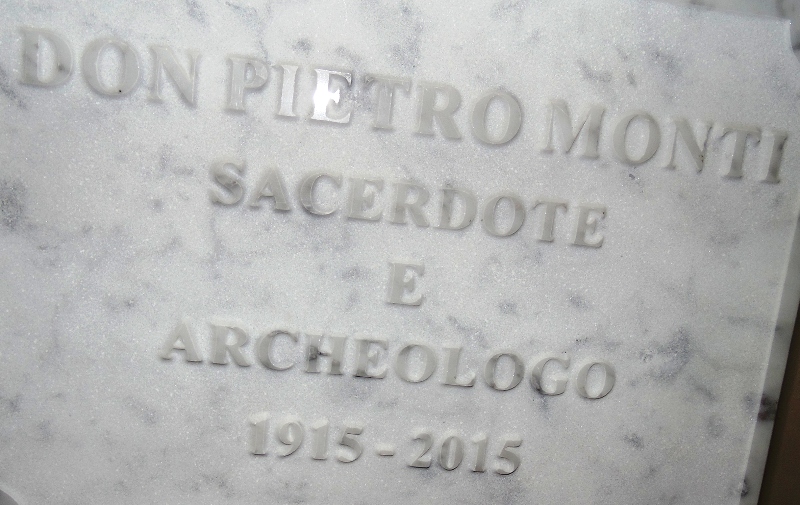 DON PIETRO MONTI
SACERDOTE
E
ARCHEOLOGO
1915 - 2015